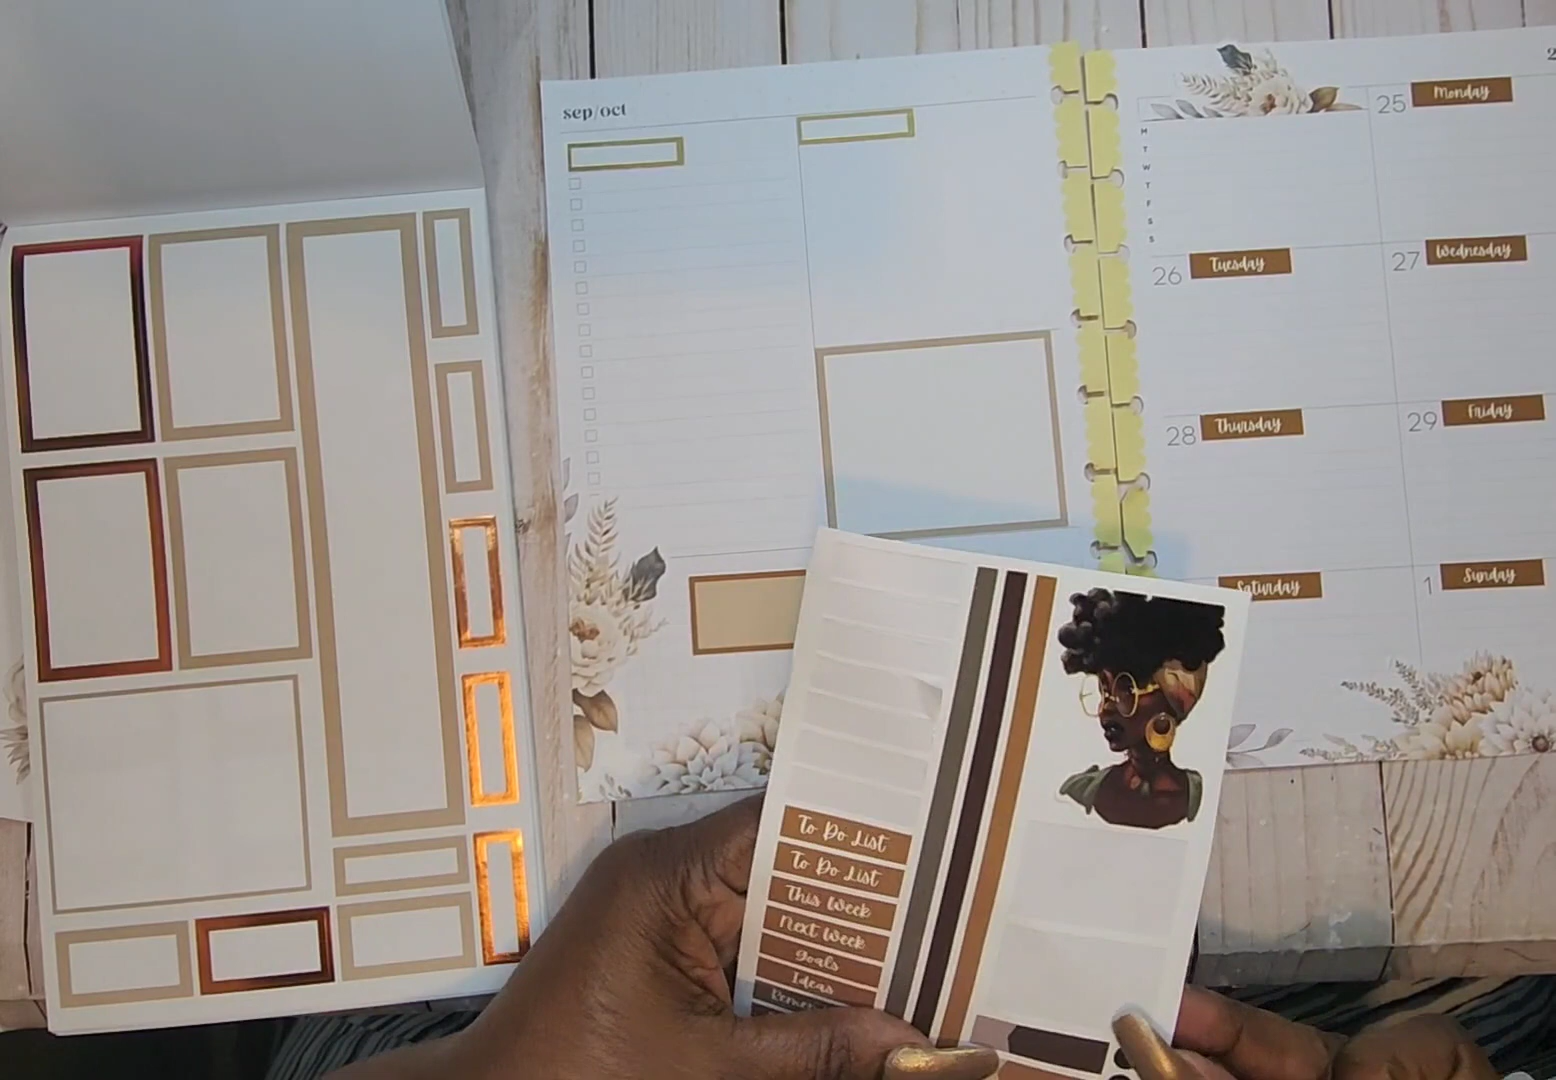 sep/oct
M
T
W
T
F
S
S
25 Monday
26 Tuesday
27 Wednesday
28 Thursday
29 Friday
Saturday
1 Sunday
To Do List
To Do List
This Week
Next Week
Goals
Ideas